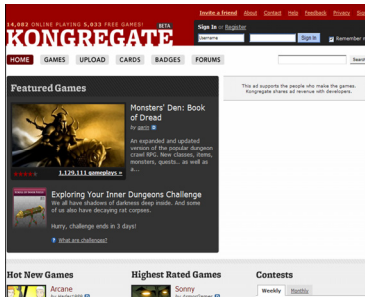 Invite a friend About Contact Help Feedback Privacy
14,082 ONLINE PLAYING 5,033 FREE GAMES!
BETA
KONGREGATE
Sign In or Register
Username
Sign In
Remember
HOME GAMES UPLOAD CARDS BADGES FORUMS
Featured Games
This ad supports the people who make the games.
Kongregate shares ad revenue with developers.
Monsters' Den: Book
of Dread
by garin
An expanded and updated
version of the popular dungeon
crawl RPG. New classes, items,
monsters, quests.. as well as
a...
1,129,111 gameplays »
Exploring Your Inner Dungeons Challenge
We all have shadows of darkness deep inside. And some
of us also have decaying rat corpses.
Hurry, challenge ends in 3 days!
What are challenges?
Hot New Games
Highest Rated Games
Contests
Arcane
Sonny
Weekly Monthly